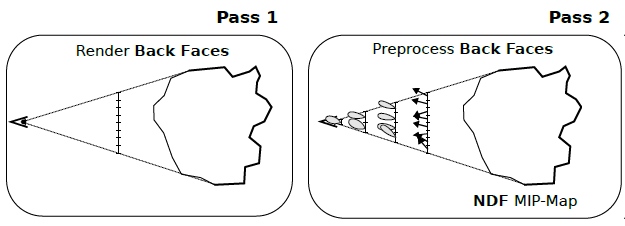 Pass 1
Render Back Faces
Pass 2
Preprocess Back Faces
NDF MIP-Map